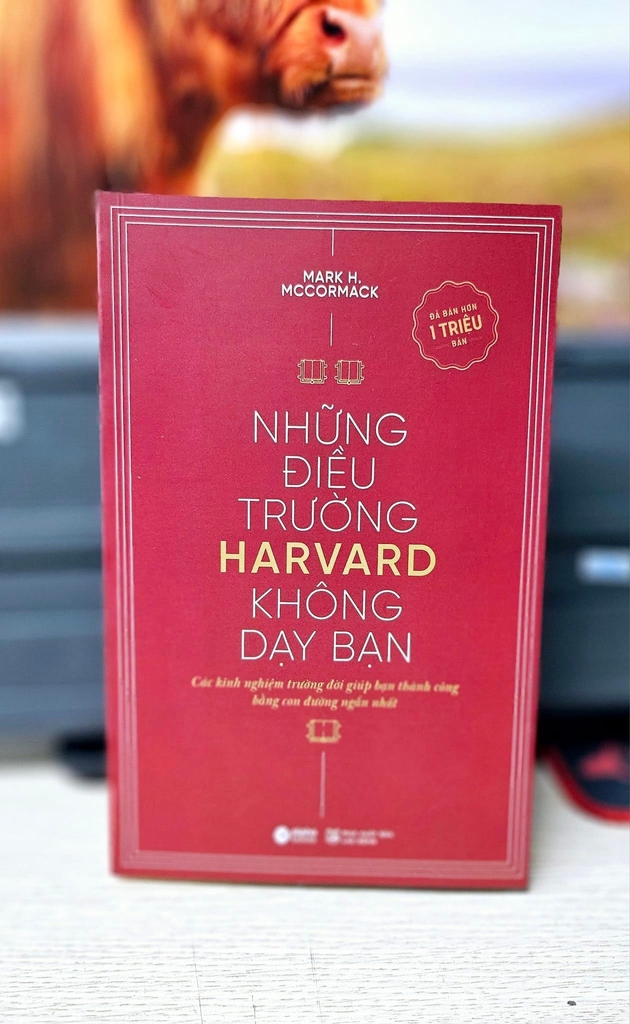 MARK H.
MCCORMACK
ĐÃ BÁN HƠN
1 TRIỆU
BẢN
NHỮNG
ĐIỀU
TRƯỜNG
HARVARD
KHÔNG
DẠY BẠN
Các kinh nghiệm trường đời giúp bạn thành công
bằng con đường ngắn nhất